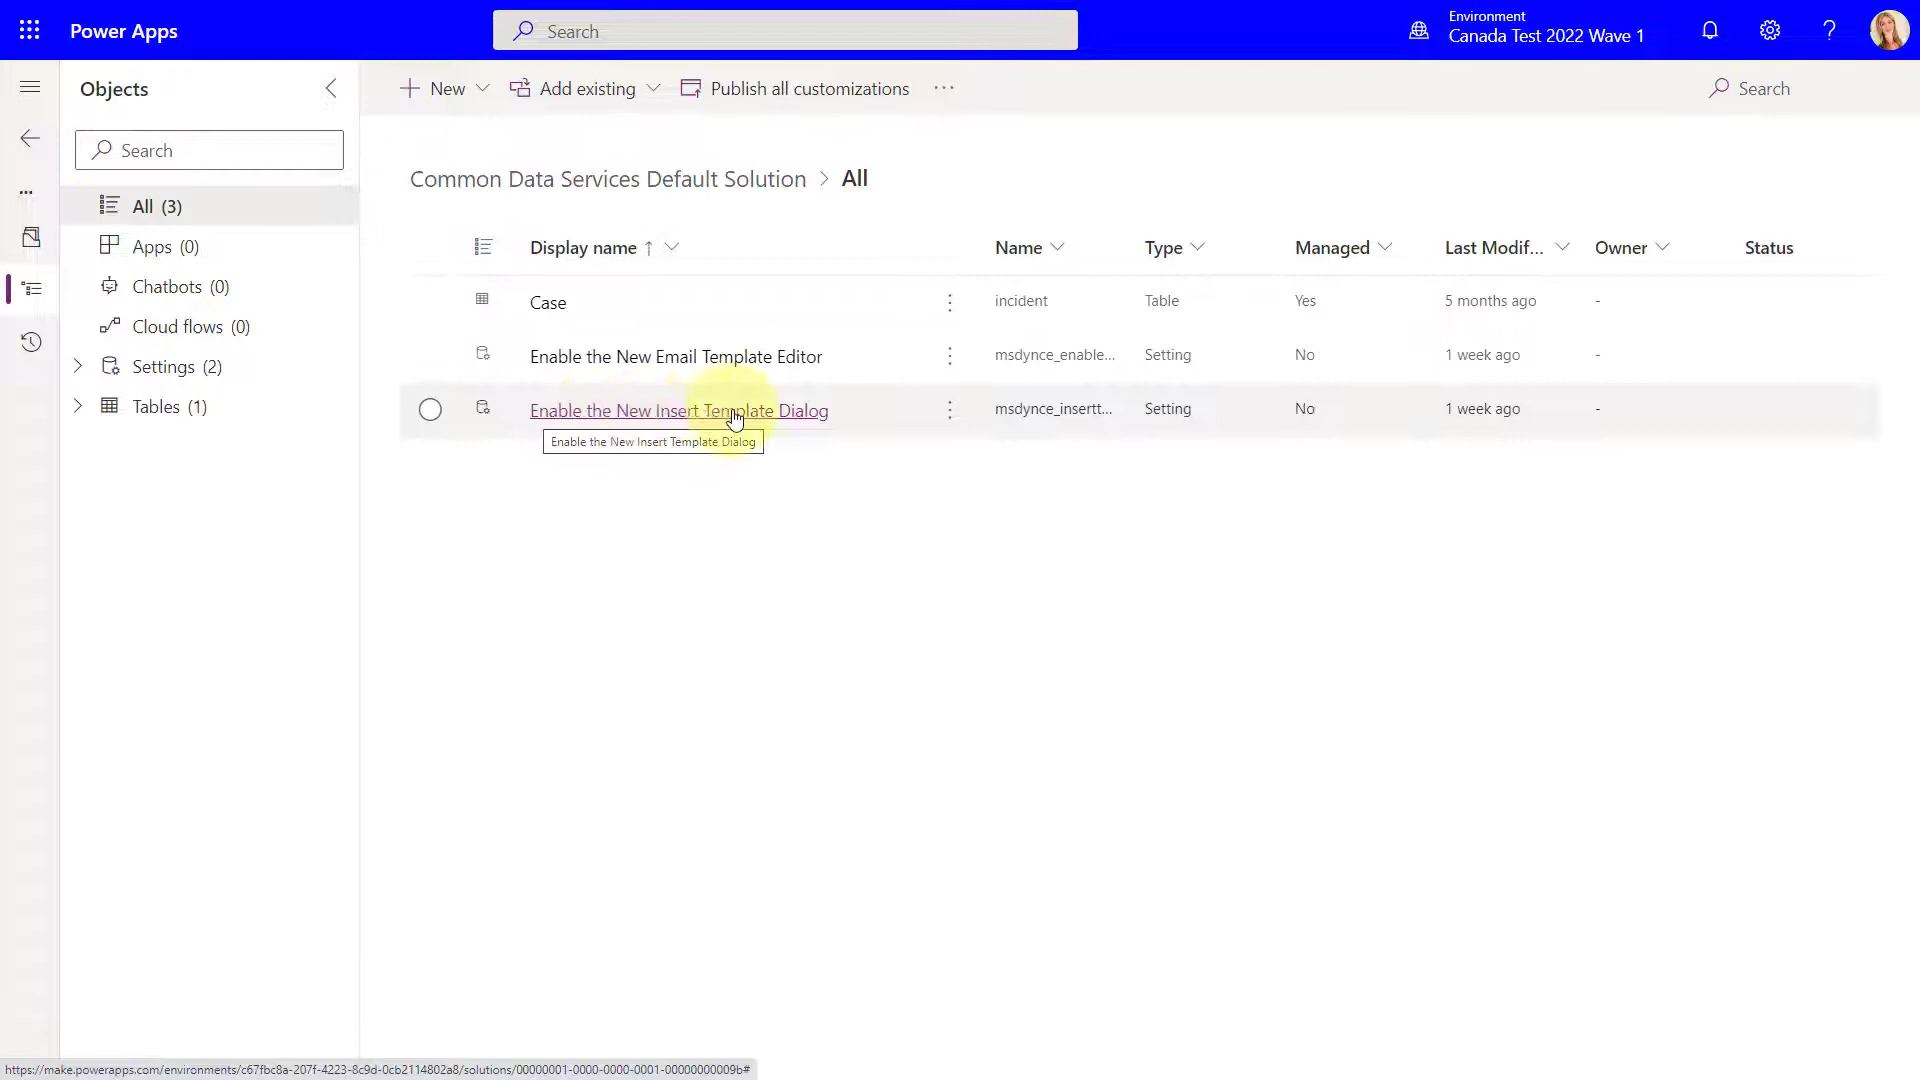 Power Apps
Search
Environment
Canada Test 2022 Wave 1
?
Objects
Search
All (3)
Apps (0)
Chatbots (0)
Cloud flows (0)
Settings (2)
Tables (1)
New
Add existing
Publish all customizations
...
Search
Common Data Services Default Solution > All
Display name ↑ Name Type Managed Last Modif... Owner Status
Case incident Table Yes 5 months ago -
Enable the New Email Template Editor msdynce_enable... Setting No 1 week ago -
Enable the New Insert Template Dialog msdynce_insertt... Setting No 1 week ago -
Enable the New Insert Template Dialog
https://make.powerapps.com/environments/c67fbc8a-207f-4223-8c9d-0cb2114802a8/solutions/00000001-0000-0000-0001-00000000009b#